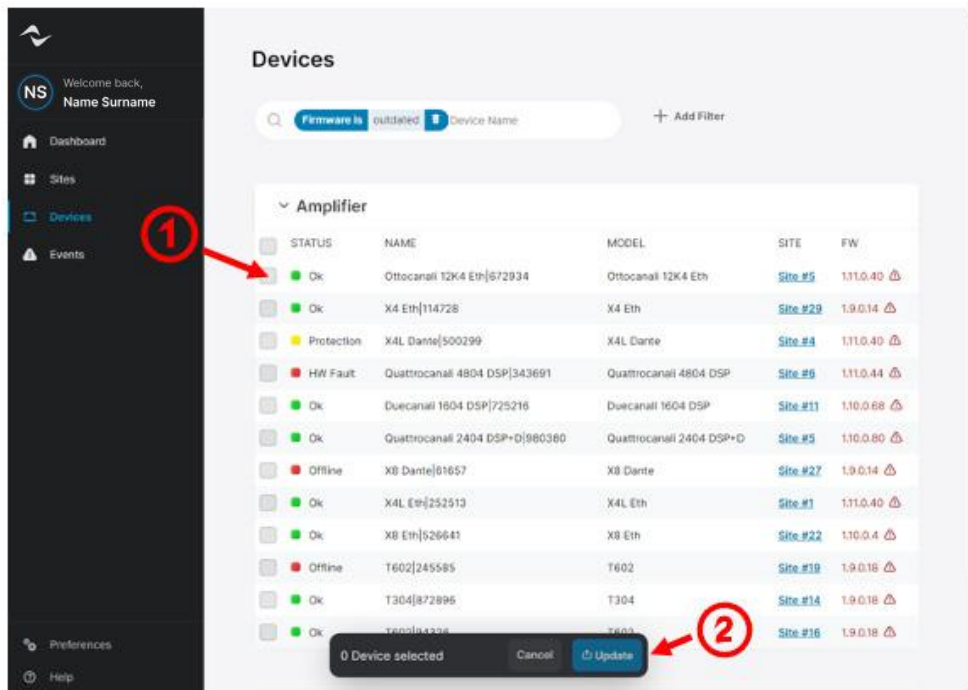 Devices
NS
Welcome back,
Name Surname
Dashboard
Sites
Devices
Events
Preferences
Help
Firmware is outdated Device Name
+ Add Filter
Amplifier
STATUS NAME MODEL SITE FW
Ok Ottocanali 12K4 Eth|672934 Ottocanali 12K4 Eth Site #5 1.11.0.40
Ok X4 Eth|114728 X4 Eth Site #29 1.9.0.14
Protection X4L Dante|500299 X4L Dante Site #4 1.11.0.40
HW Fault Quattrocanali 4804 DSP|343691 Quattrocanali 4804 DSP Site #6 1.11.0.44
Ok Duecanali 1604 DSP|725216 Duecanali 1604 DSP Site #11 1.10.0.68
Ok Quattrocanali 2404 DSP+D|980380 Quattrocanali 2404 DSP+D Site #5 1.10.0.80
Offline X8 Dante|61657 X8 Dante Site #27 1.9.0.14
Ok X4L Eth|252513 X4L Eth Site #1 1.11.0.40
Ok X8 Eth|526641 X8 Eth Site #22 1.10.0.4
Offline T602|245585 T602 Site #19 1.9.0.18
Ok T304|872896 T304 Site #14 1.9.0.18
Ok Site #16 1.9.0.18
0 Device selected Cancel Update
1
2